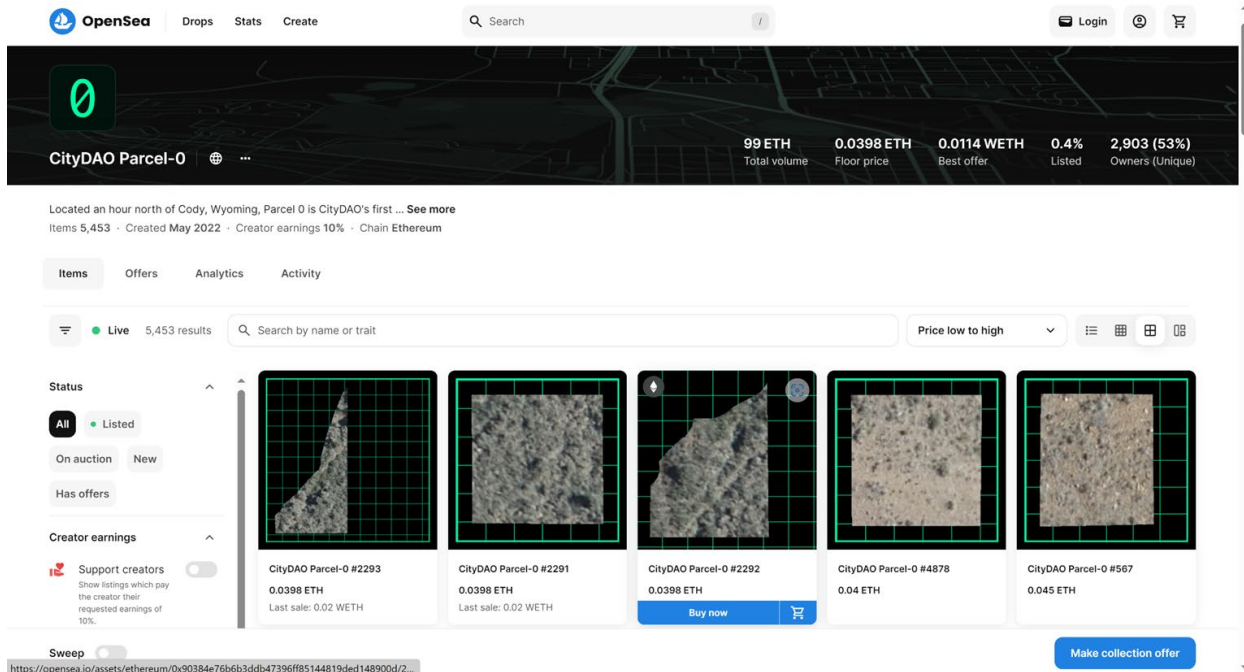 OpenSea Drops Stats Create Search / Login
0
CityDAO Parcel-0 ...
99 ETH 0.0398 ETH 0.0114 WETH 0.4% 2,903 (53%)
Total volume Floor price Best offer Listed Owners (Unique)
Located an hour north of Cody, Wyoming, Parcel 0 is CityDAO's first ... See more
Items 5,453 · Created May 2022 · Creator earnings 10% · Chain Ethereum
Items Offers Analytics Activity
Live 5,453 results Search by name or trait Price low to high
Status
All Listed
On auction New
Has offers
Creator earnings
Support creators
Show listings which pay
the creator their
requested earnings of
10%.
CityDAO Parcel-0 #2293
0.0398 ETH
Last sale: 0.02 WETH
CityDAO Parcel-0 #2291
0.0398 ETH
Last sale: 0.02 WETH
CityDAO Parcel-0 #2292
0.0398 ETH
Buy now
CityDAO Parcel-0 #4878
0.04 ETH
CityDAO Parcel-0 #567
0.045 ETH
Sweep Make collection offer
https://opensea.io/assets/ethereum/0x90384e76b6b3ddb47396ff85144819ded148900d/2...